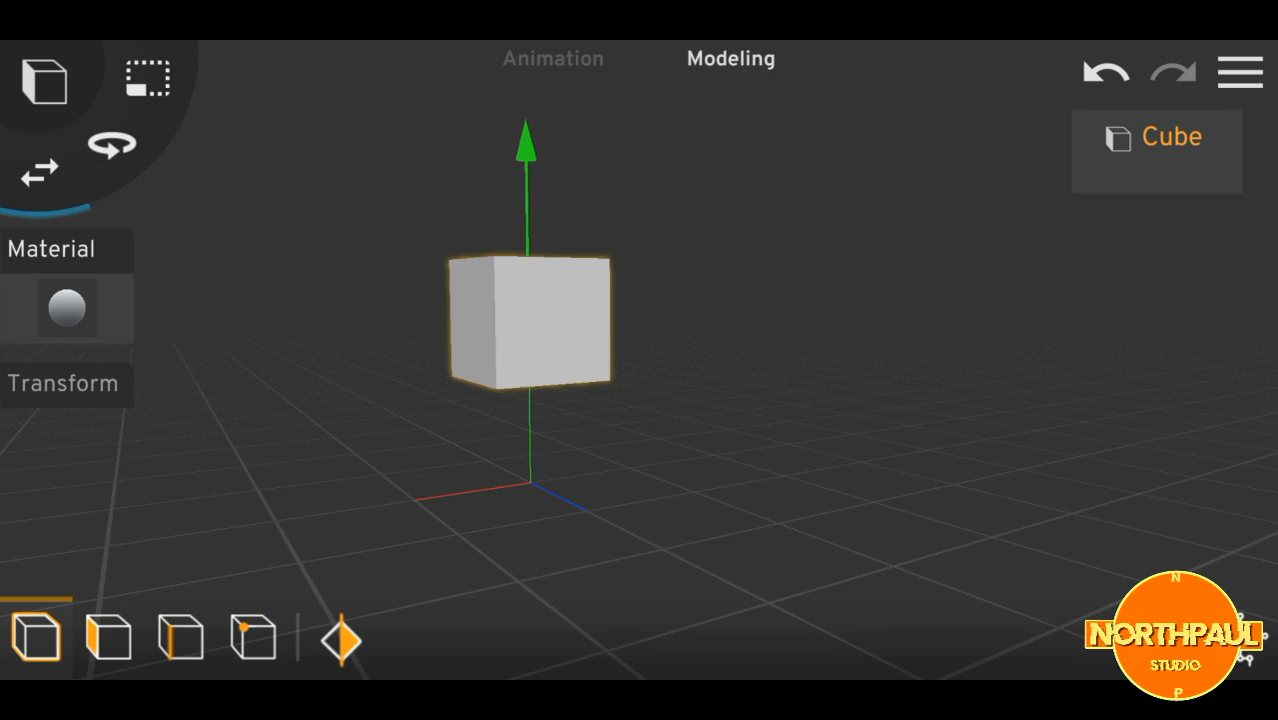 Animation
Modeling
Cube
Material
Transform
N
NORTHPAUL
STUDIO
P